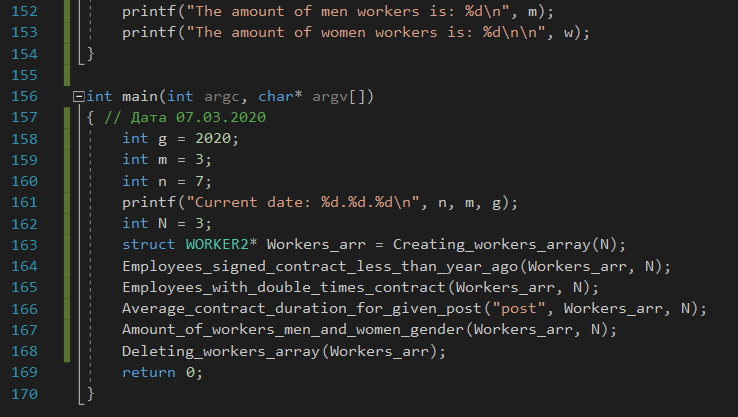 152 printf("The amount of men workers is: %d\n", m);
153 printf("The amount of women workers is: %d\n\n", w);
154 }
155
156 int main(int argc, char* argv[])
157 { // Дата 07.03.2020
158 int g = 2020;
159 int m = 3;
160 int n = 7;
161 printf("Current date: %d.%d.%d\n", n, m, g);
162 int N = 3;
163 struct WORKER2* Workers_arr = Creating_workers_array(N);
164 Employees_signed_contract_less_than_year_ago(Workers_arr, N);
165 Employees_with_double_times_contract(Workers_arr, N);
166 Average_contract_duration_for_given_post("post", Workers_arr, N);
167 Amount_of_workers_men_and_women_gender(Workers_arr, N);
168 Deleting_workers_array(Workers_arr);
169 return 0;
170 }